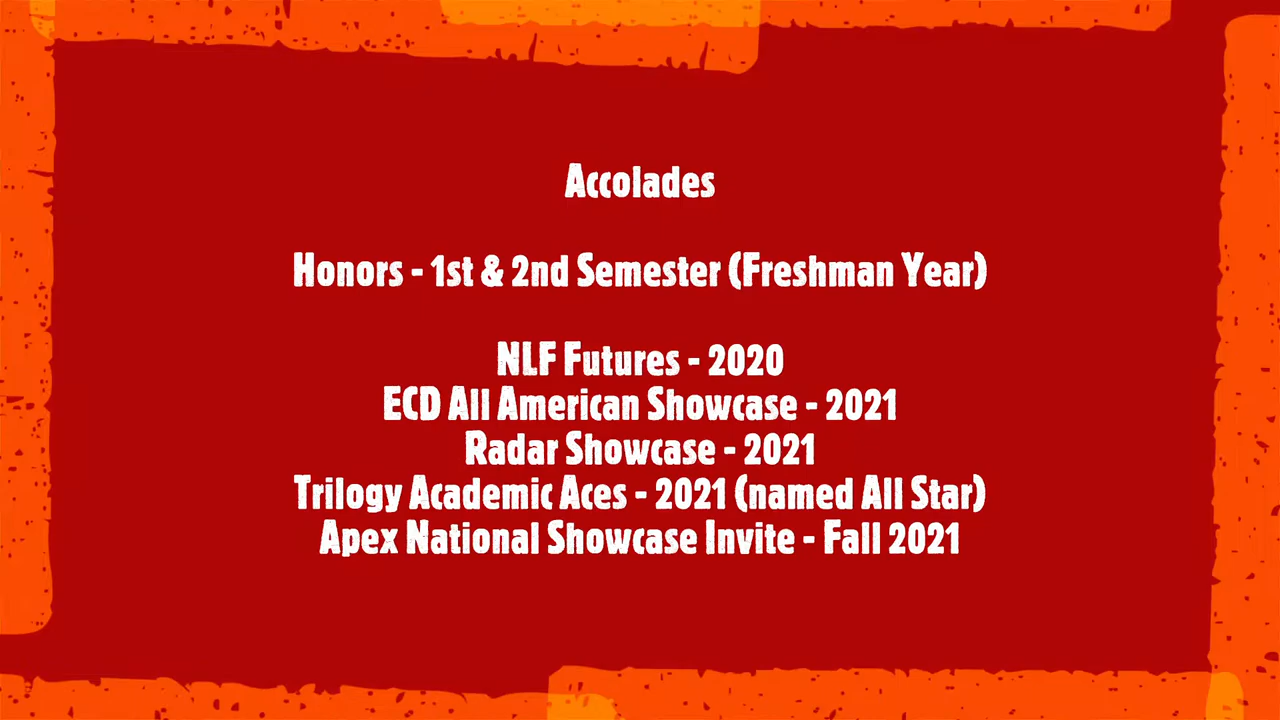 Accolades
Honors - 1st & 2nd Semester (Freshman Year)
NLF Futures - 2020
ECD All American Showcase - 2021
Radar Showcase - 2021
Trilogy Academic Aces - 2021 (named All Star)
Apex National Showcase Invite - Fall 2021